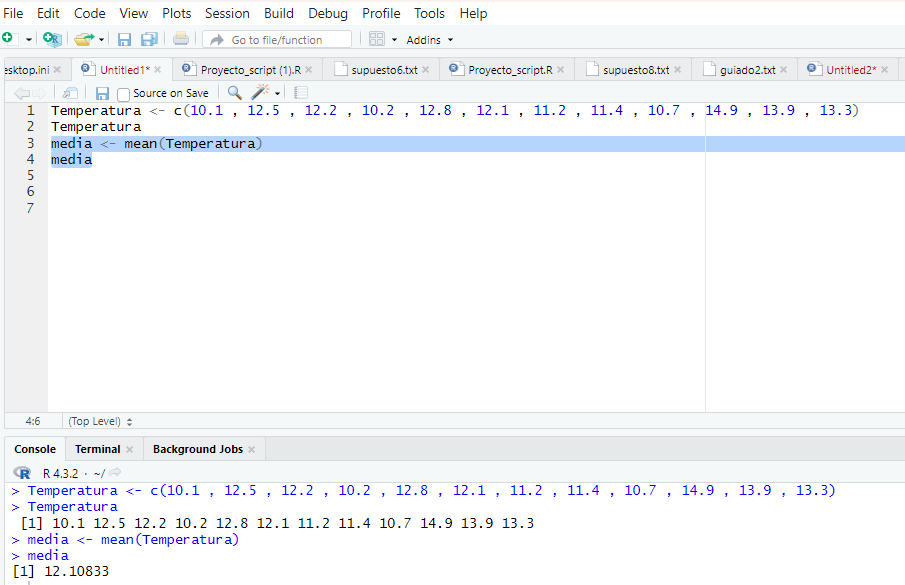 File Edit Code View Plots Session Build Debug Profile Tools Help
Go to file/function Addins
esktop.ini Untitled1* Proyecto_script (1).R supuesto6.txt Proyecto_script.R supuesto8.txt guiado2.txt Untitled2*
Source on Save
1 Temperatura <- c(10.1 , 12.5 , 12.2 , 10.2 , 12.8 , 12.1 , 11.2 , 11.4 , 10.7 , 14.9 , 13.9 , 13.3)
2 Temperatura
3 media <- mean(Temperatura)
4 media
5
6
7
4:6 (Top Level)
Console Terminal Background Jobs
R R 4.3.2 · ~/
> Temperatura <- c(10.1 , 12.5 , 12.2 , 10.2 , 12.8 , 12.1 , 11.2 , 11.4 , 10.7 , 14.9 , 13.9 , 13.3)
> Temperatura
[1] 10.1 12.5 12.2 10.2 12.8 12.1 11.2 11.4 10.7 14.9 13.9 13.3
> media <- mean(Temperatura)
> media
[1] 12.10833